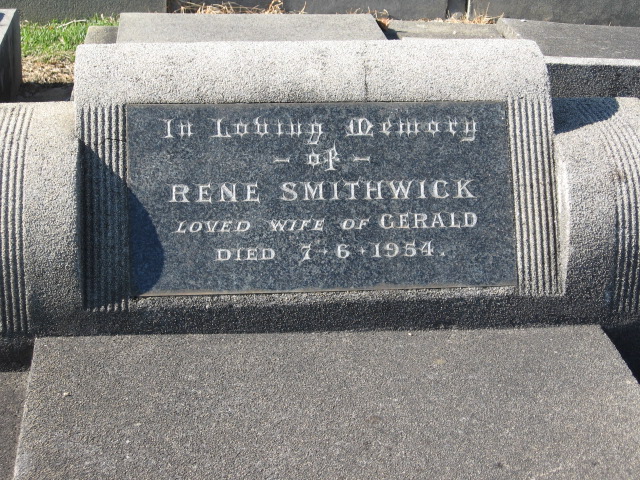 In Loving Memory
- of -
RENE SMITHWICK
LOVED WIFE OF GERALD
DIED 7-6-1954.